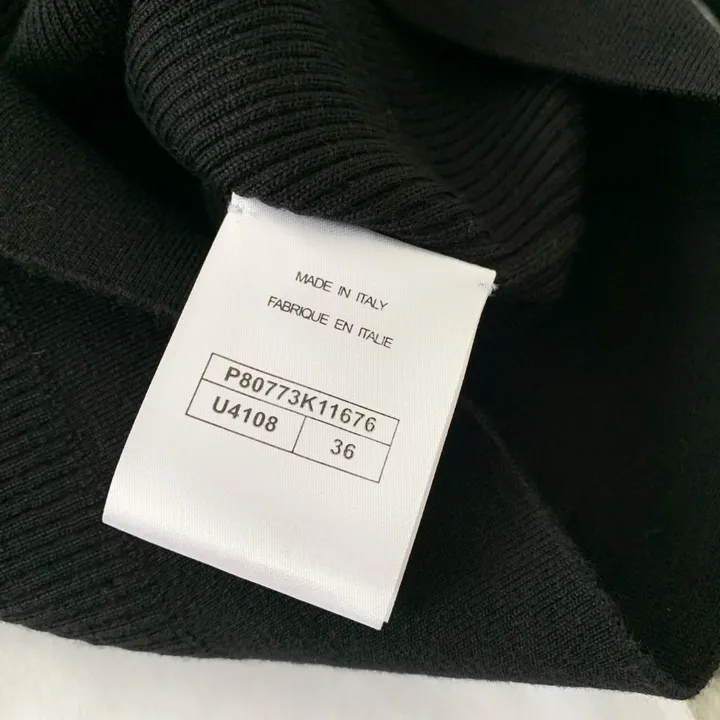 MADE IN ITALY
FABRIQUE EN ITALIE
P80773K11676
U4108 36